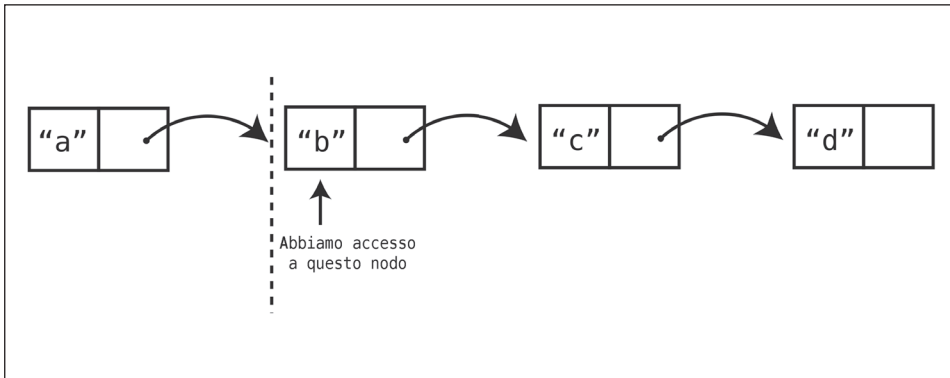 “a”
“b”
“c”
“d”
Abbiamo accesso
a questo nodo